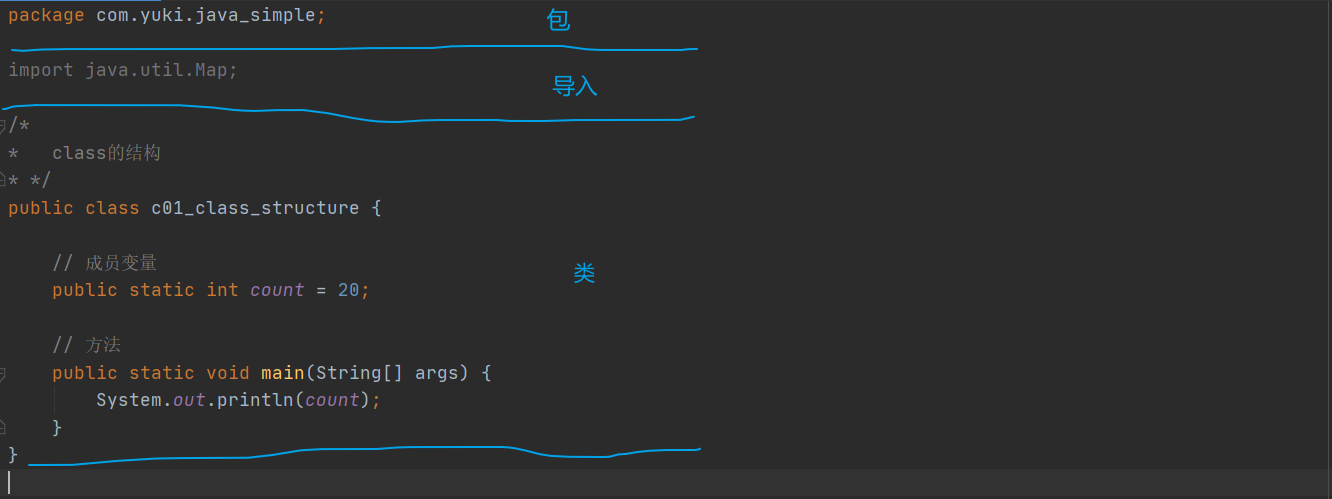 package com.yuki.java_simple;
包
import java.util.Map;
导入
/*
*   class的结构
* */
public class c01_class_structure {
// 成员变量
类
public static int count = 20;
// 方法
public static void main(String[] args) {
System.out.println(count);
}
}